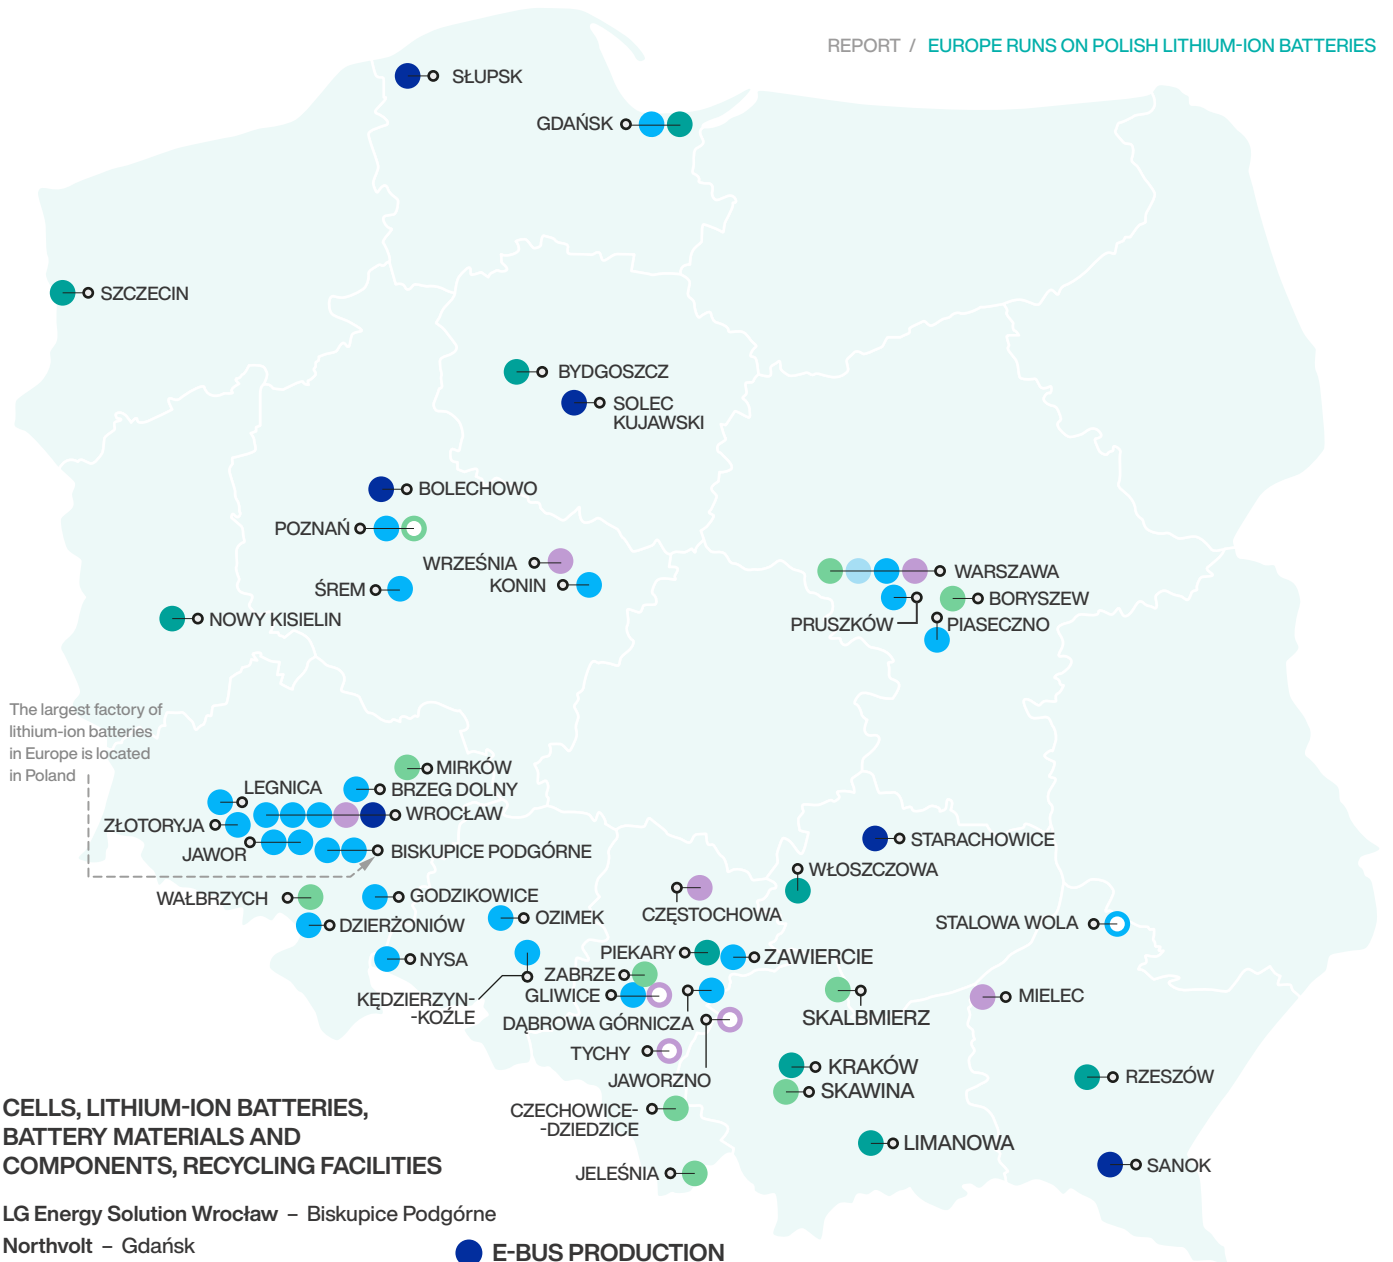 REPORT / EUROPE RUNS ON POLISH LITHIUM-ION BATTERIES
SŁUPSK
GDAŃSK
SZCZECIN
BYDGOSZCZ
SOLEC
KUJAWSKI
BOLECHOWO
POZNAŃ
WRZEŚNIA
KONIN
ŚREM
NOWY KISIELIN
WARSZAWA
BORYSZEW
PRUSZKÓW
PIASECZNO
The largest factory of
lithium-ion batteries
in Europe is located
in Poland
MIRKÓW
LEGNICA
BRZEG DOLNY
WROCŁAW
ZŁOTORYJA
JAWOR
BISKUPICE PODGÓRNE
STARACHOWICE
WŁOSZCZOWA
WAŁBRZYCH
GODZIKOWICE
CZĘSTOCHOWA
OZIMEK
DZIERŻONIÓW
STALOWA WOLA
NYSA
PIEKARY
ZAWIERCIE
ZABRZE
GLIWICE
KĘDZIERZYN-
-KOŹLE
DĄBROWA GÓRNICZA
SKALBMIERZ
MIELEC
TYCHY
JAWORZNO
KRAKÓW
SKAWINA
RZESZÓW
CZECHOWICE-
-DZIEDZICE
LIMANOWA
JELEŚNIA
SANOK
CELLS, LITHIUM-ION BATTERIES,
BATTERY MATERIALS AND
COMPONENTS, RECYCLING FACILITIES
LG Energy Solution Wrocław – Biskupice Podgórne
Northvolt – Gdańsk
E-BUS PRODUCTION